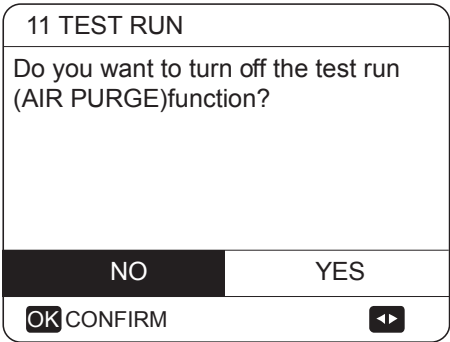 11 TEST RUN
Do you want to turn off the test run
(AIR PURGE)function?
NO YES
OK CONFIRM